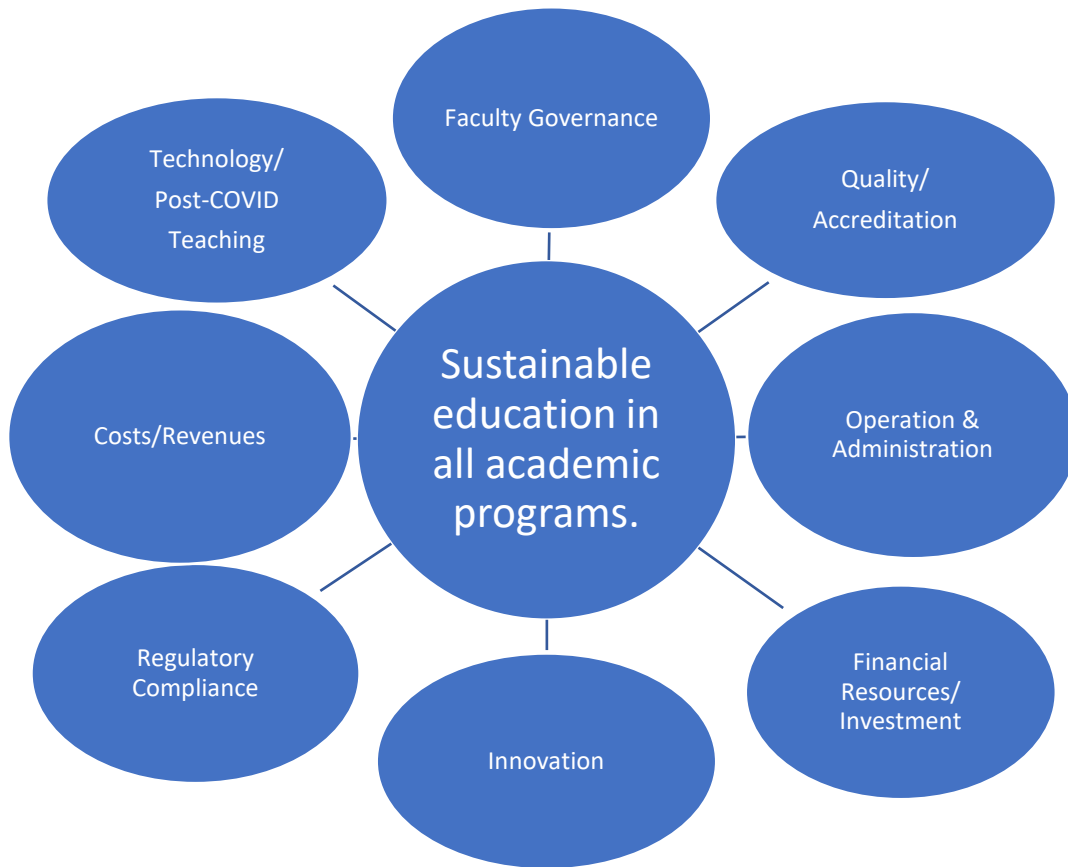 Faculty Governance
Technology/
Post-COVID
Teaching
Quality/
Accreditation
Sustainable
education in
all academic
programs.
Costs/Revenues
Operation &
Administration
Regulatory
Compliance
Financial
Resources/
Investment
Innovation